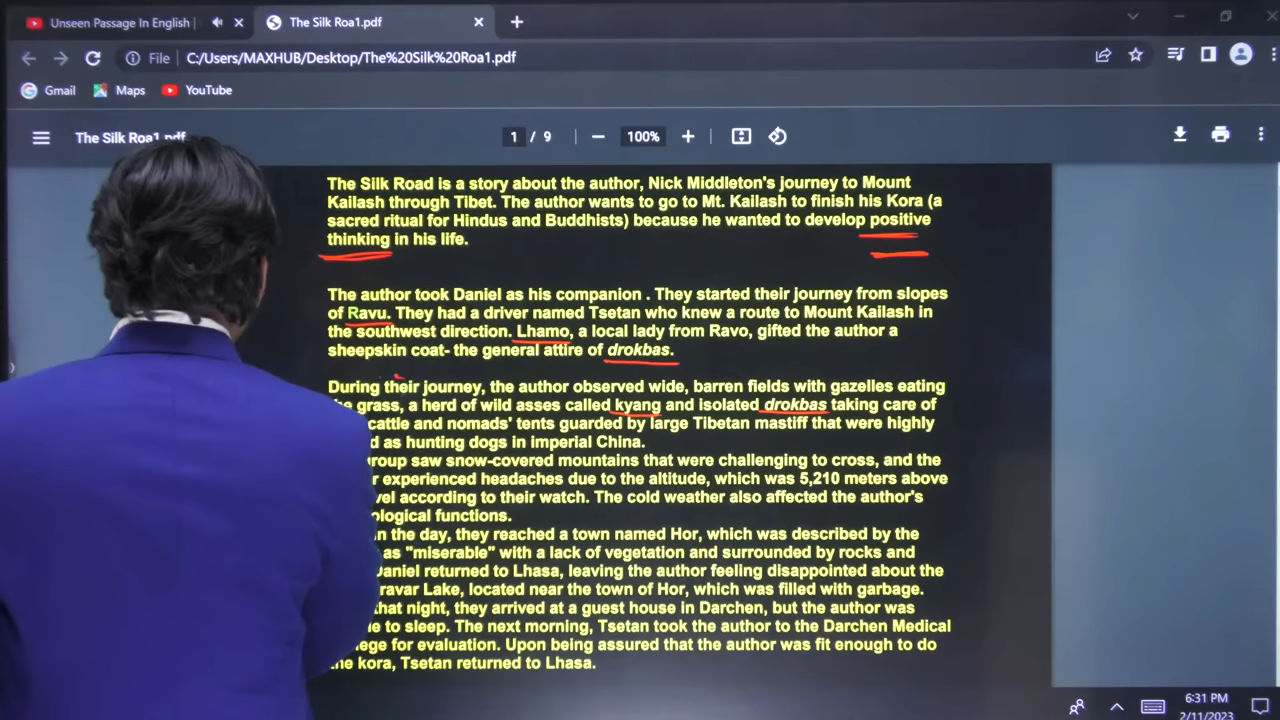 Unseen Passage In English
The Silk Roa1.pdf
File C:/Users/MAXHUB/Desktop/The%20Silk%20Roa1.pdf
Gmail Maps YouTube
The Silk Roa1.pdf 1 / 9 100%
The Silk Road is a story about the author, Nick Middleton's journey to Mount
Kailash through Tibet. The author wants to go to Mt. Kailash to finish his Kora (a
sacred ritual for Hindus and Buddhists) because he wanted to develop positive
thinking in his life.
The author took Daniel as his companion . They started their journey from slopes
of Ravu. They had a driver named Tsetan who knew a route to Mount Kailash in
the southwest direction. Lhamo, a local lady from Ravo, gifted the author a
sheepskin coat- the general attire of drokbas.
During their journey, the author observed wide, barren fields with gazelles eating
grass, a herd of wild asses called kyang and isolated drokbas taking care of
cattle and nomads' tents guarded by large Tibetan mastiff that were highly
as hunting dogs in imperial China.
group saw snow-covered mountains that were challenging to cross, and the
experienced headaches due to the altitude, which was 5,210 meters above
according to their watch. The cold weather also affected the author's
functions.
in the day, they reached a town named Hor, which was described by the
as "miserable" with a lack of vegetation and surrounded by rocks and
Daniel returned to Lhasa, leaving the author feeling disappointed about the
Lake, located near the town of Hor, which was filled with garbage.
that night, they arrived at a guest house in Darchen, but the author was
to sleep. The next morning, Tsetan took the author to the Darchen Medical
for evaluation. Upon being assured that the author was fit enough to do
kora, Tsetan returned to Lhasa.
6:31 PM
2/11/2023